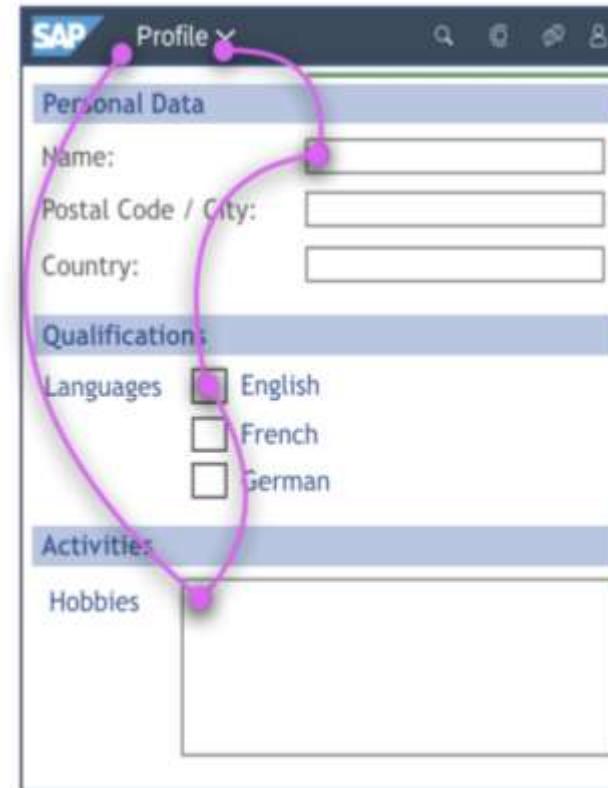 SAP Profile
Personal Data
Name:
Postal Code / City:
Country:
Qualifications
Languages English
French
German
Activities
Hobbies